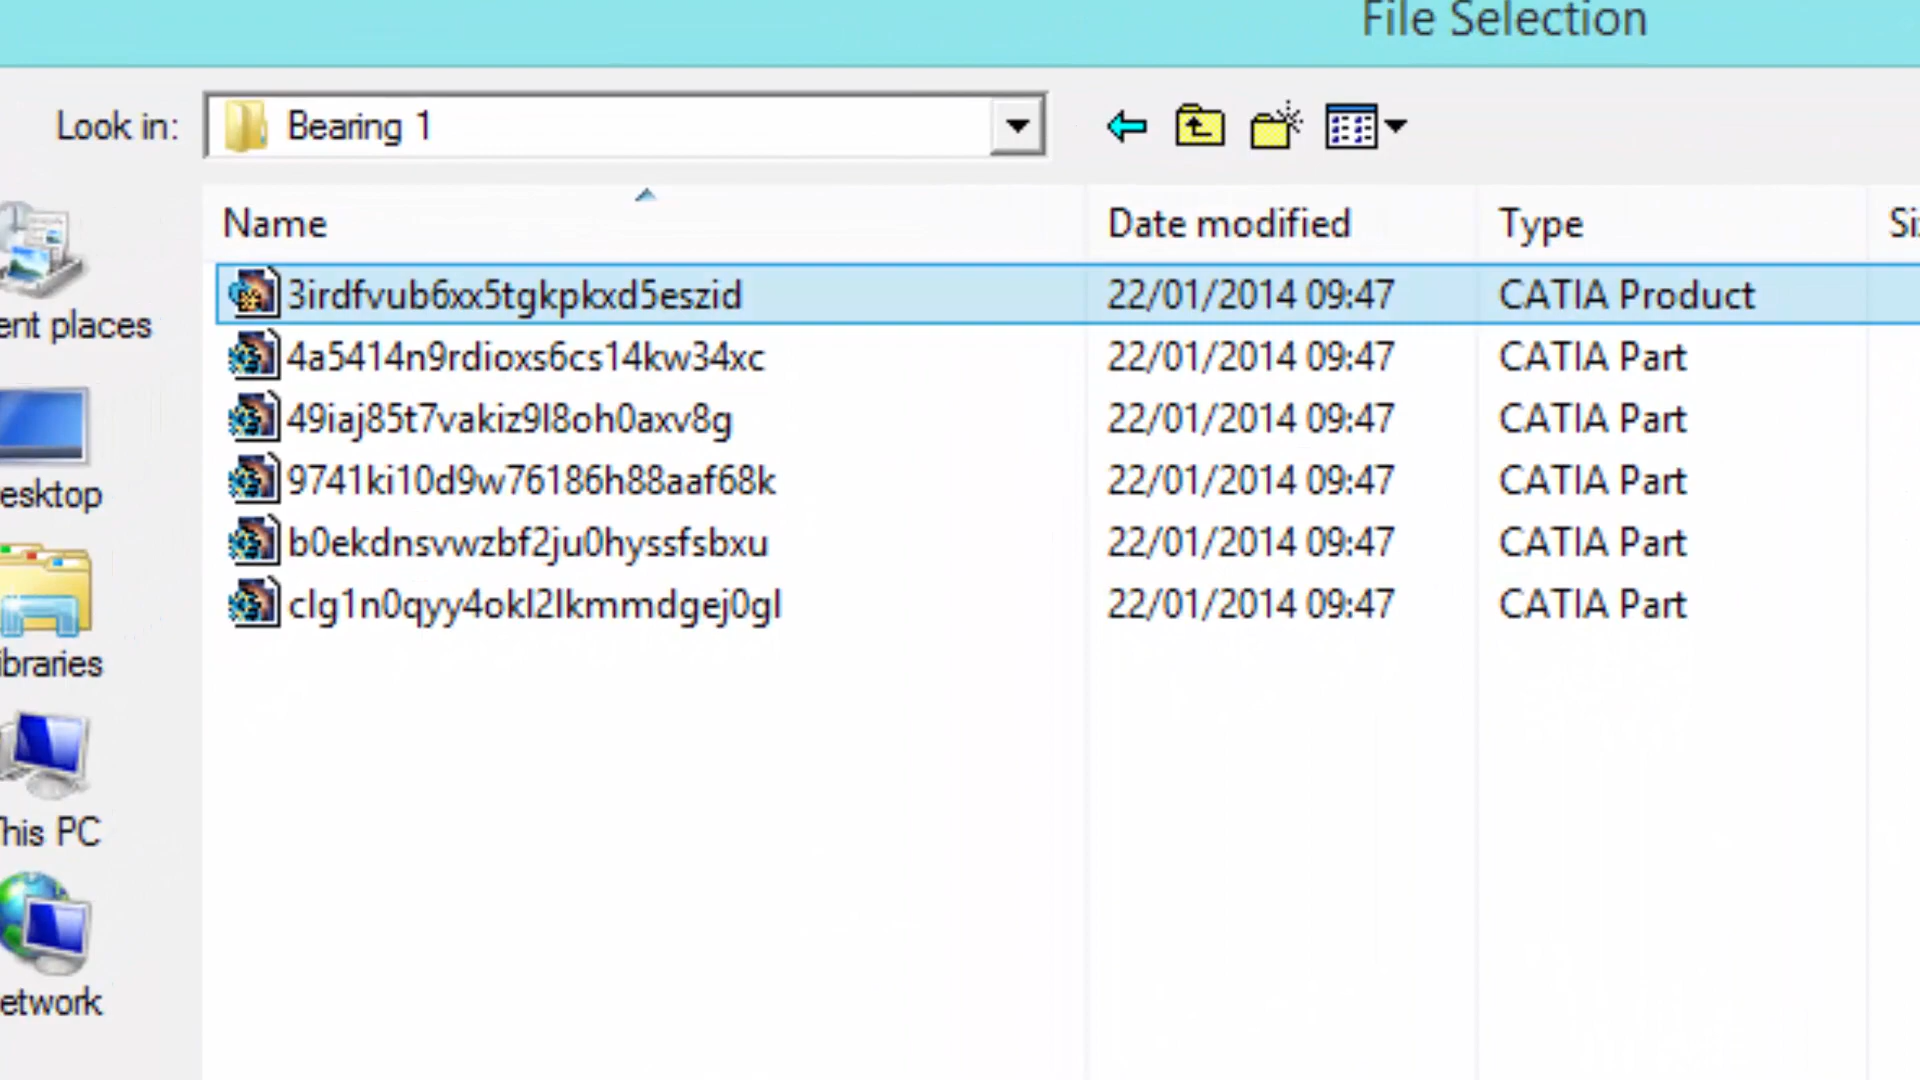 File Selection
Look in: Bearing 1
Name Date modified Type Si
3irdfvub6xx5tgkpkxd5eszid 22/01/2014 09:47 CATIA Product
4a5414n9rdioxs6cs14kw34xc 22/01/2014 09:47 CATIA Part
49iaj85t7vakiz9l8oh0axv8g 22/01/2014 09:47 CATIA Part
9741ki10d9w76186h88aaf68k 22/01/2014 09:47 CATIA Part
b0ekdnsvwzbf2ju0hyssfsbxu 22/01/2014 09:47 CATIA Part
clg1n0qyy4okl2lkmmdgej0gl 22/01/2014 09:47 CATIA Part
ent places
esktop
ibraries
This PC
etwork